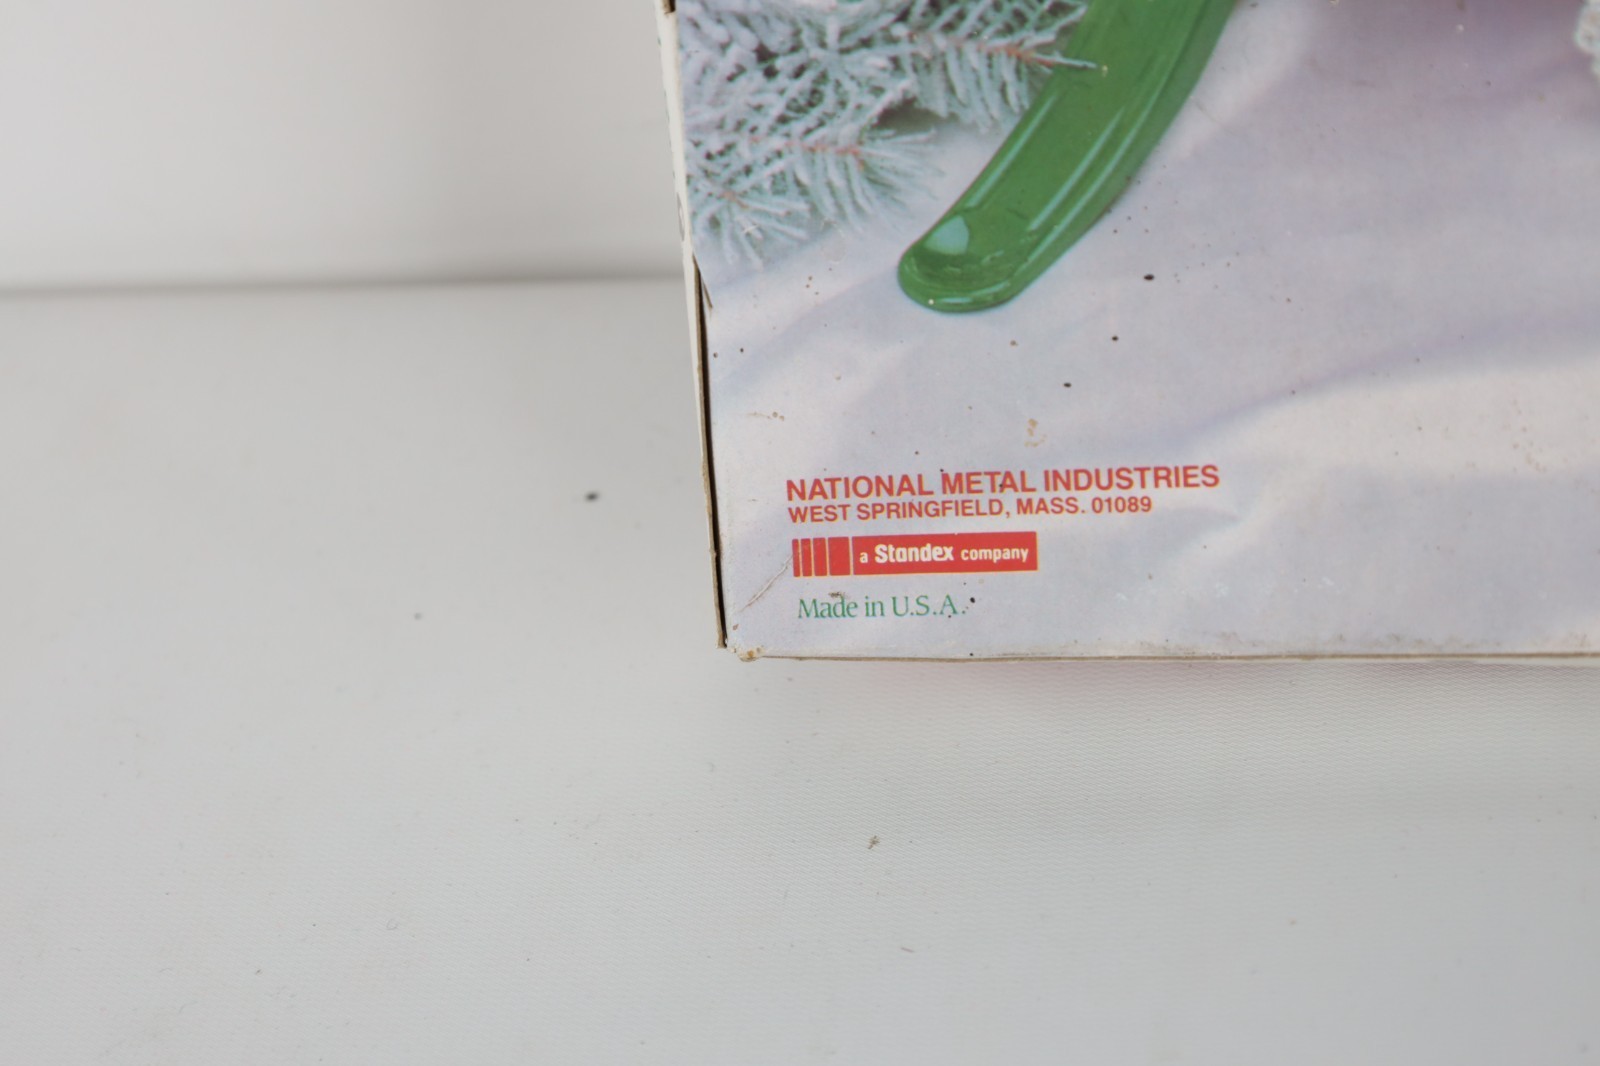 NATIONAL METAL INDUSTRIES
WEST SPRINGFIELD, MASS. 01089
a Standex company
Made in U.S.A.